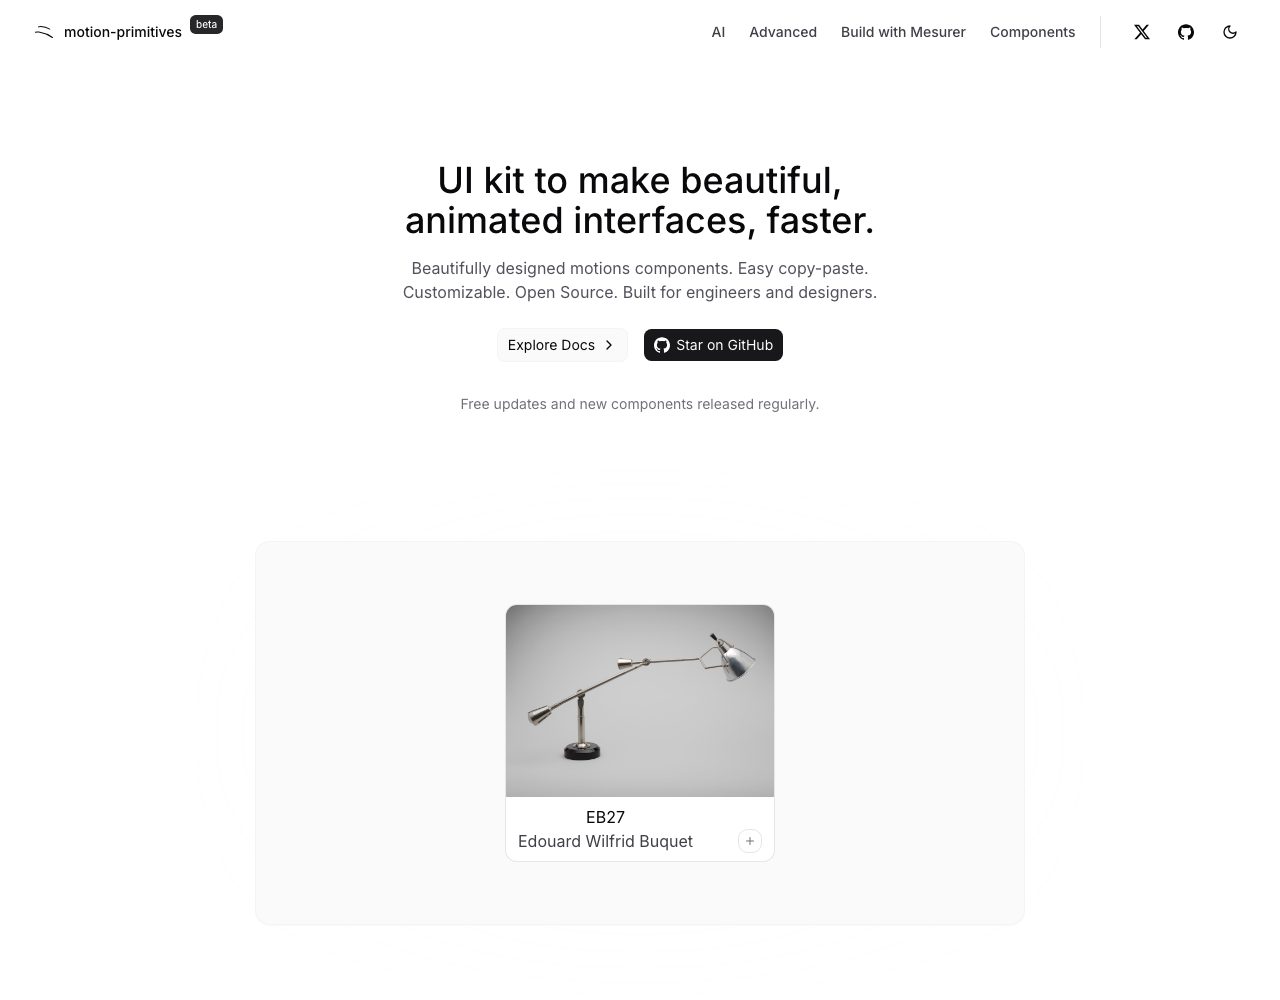 motion-primitives beta
AI Advanced Build with Mesurer Components
UI kit to make beautiful,
animated interfaces, faster.
Beautifully designed motions components. Easy copy-paste.
Customizable. Open Source. Built for engineers and designers.
Explore Docs
Star on GitHub
Free updates and new components released regularly.
EB27
Edouard Wilfrid Buquet